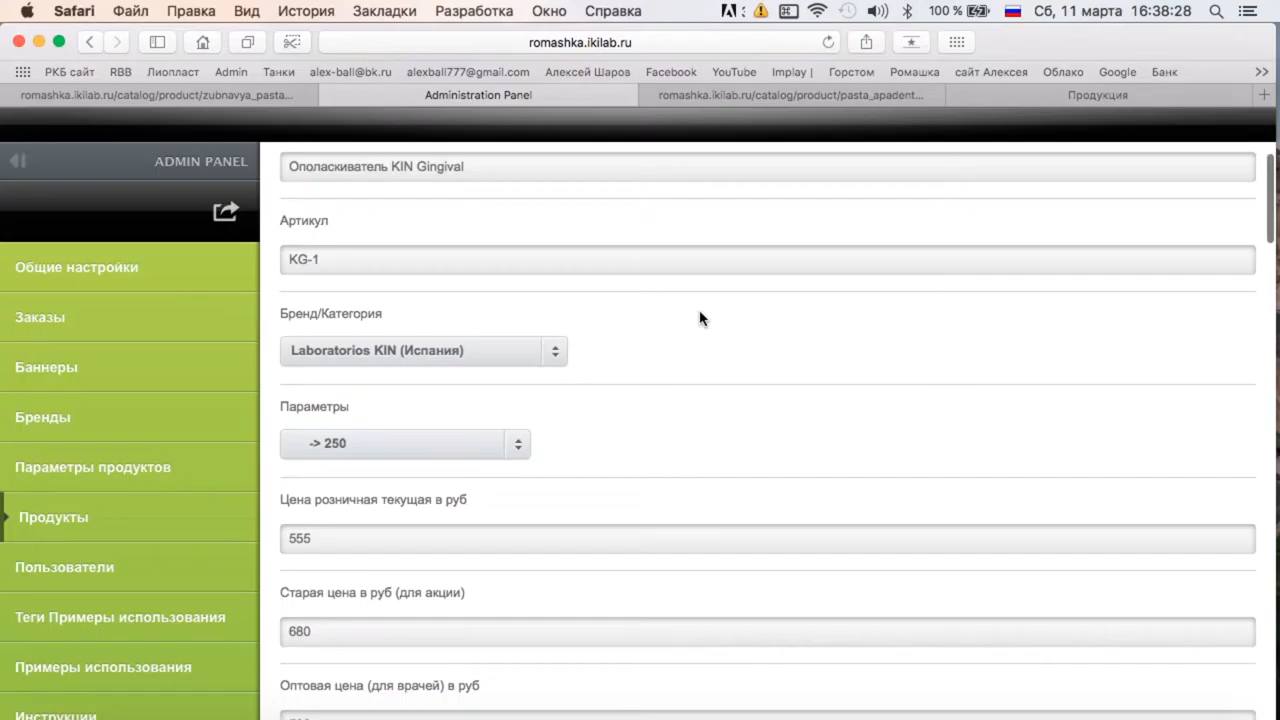 Safari Файл Правка Вид История Закладки Разработка Окно Справка 100 % Сб, 11 марта 16:38:28
romashka.ikilab.ru
РКБ сайт RBB Лиопласт Admin Танки alex-ball@bk.ru alexball777@gmail.com Алексей Шаров Facebook YouTube Implay | Горстом Ромашка сайт Алексея Облако Google Банк >>
romashka.ikilab.ru/catalog/product/zubnavya_pasta... Administration Panel romashka.ikilab.ru/catalog/product/pasta_apadent... Продукция +
ADMIN PANEL
Общие настройки
Заказы
Баннеры
Бренды
Параметры продуктов
Продукты
Пользователи
Теги Примеры использования
Примеры использования
Инструкции
Ополаскиватель KIN Gingival
Артикул
KG-1
Бренд/Категория
Laboratorios KIN (Испания)
Параметры
-> 250
Цена розничная текущая в руб
555
Старая цена в руб (для акции)
680
Оптовая цена (для врачей) в руб